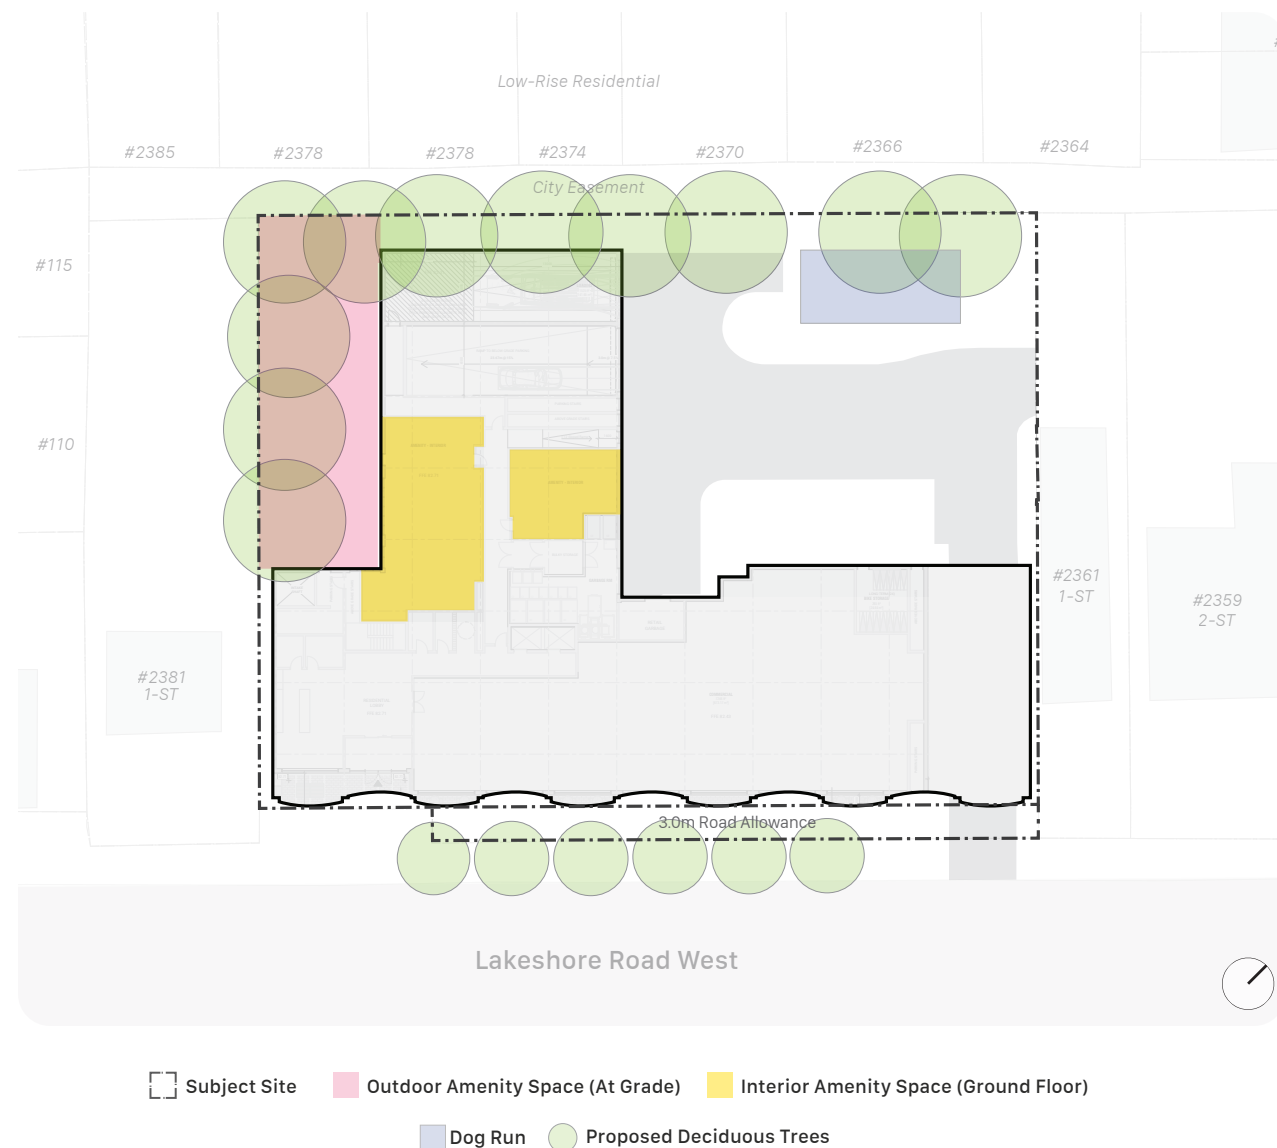 Low-Rise Residential
#2385
#2378
#2378
#2374
#2370
#2366
#2364
City Easement
#115
#110
#2361
1-ST
#2359
2-ST
#2381
1-ST
3.0m Road Allowance
Lakeshore Road West
Subject Site
Outdoor Amenity Space (At Grade)
Interior Amenity Space (Ground Floor)
Dog Run
Proposed Deciduous Trees